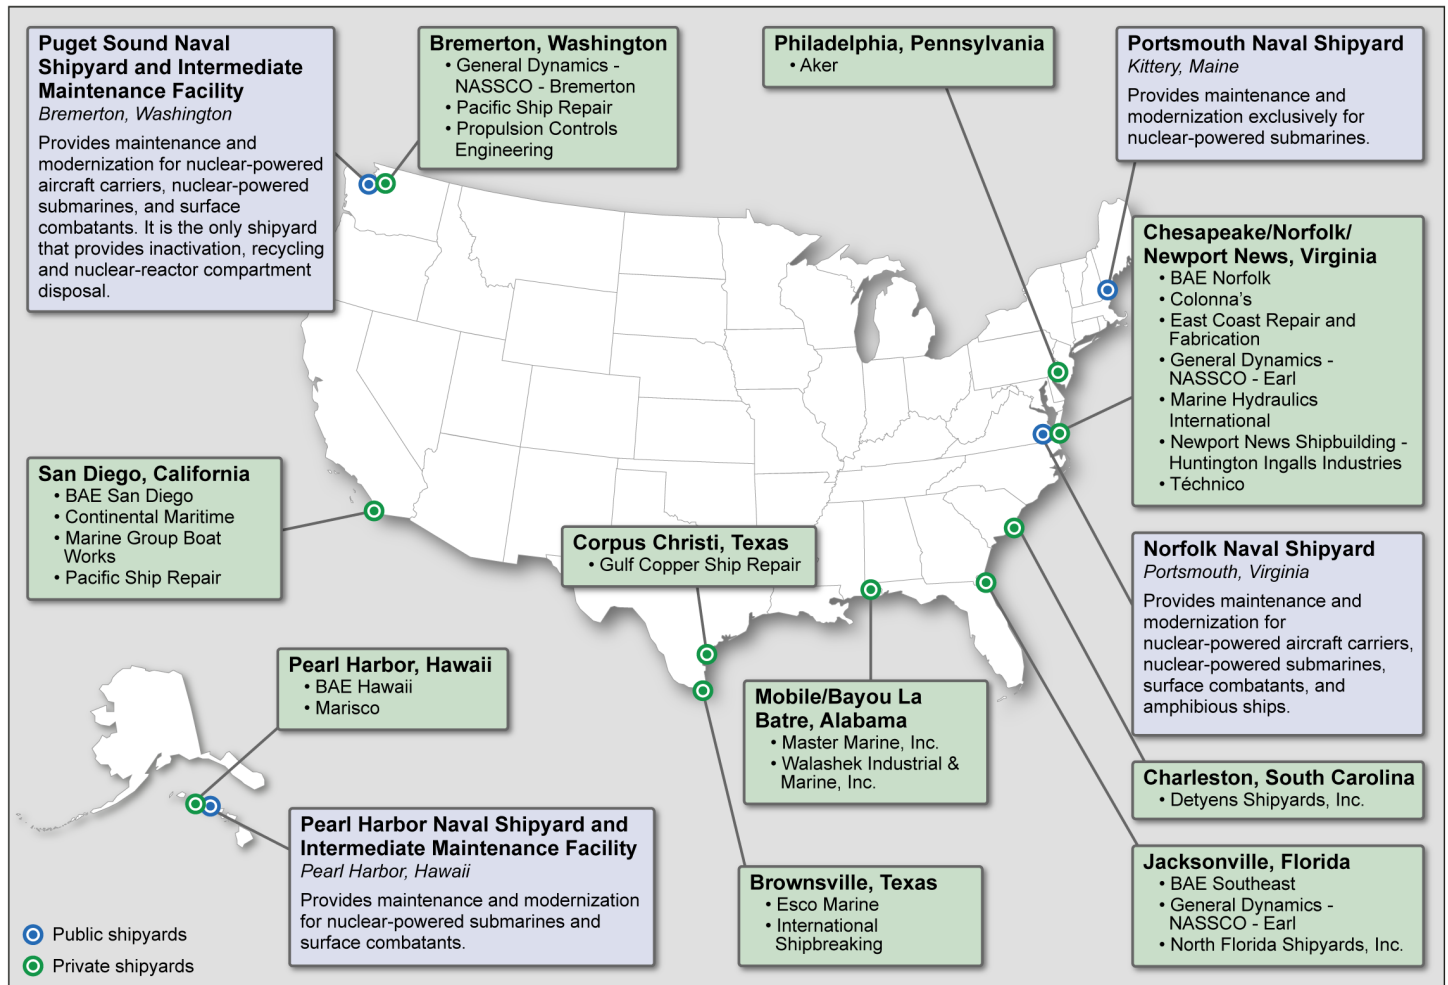 Puget Sound Naval
Shipyard and Intermediate
Maintenance Facility
Bremerton, Washington
Provides maintenance and
modernization for nuclear-powered
aircraft carriers, nuclear-powered
submarines, and surface
combatants. It is the only shipyard
that provides inactivation, recycling
and nuclear-reactor compartment
disposal.
Bremerton, Washington
• General Dynamics -
NASSCO - Bremerton
• Pacific Ship Repair
• Propulsion Controls
Engineering
Philadelphia, Pennsylvania
• Aker
Portsmouth Naval Shipyard
Kittery, Maine
Provides maintenance and
modernization exclusively for
nuclear-powered submarines.
Chesapeake/Norfolk/
Newport News, Virginia
• BAE Norfolk
• Colonna’s
• East Coast Repair and
Fabrication
• General Dynamics -
NASSCO - Earl
• Marine Hydraulics
International
• Newport News Shipbuilding -
Huntington Ingalls Industries
• Téchnico
San Diego, California
• BAE San Diego
• Continental Maritime
• Marine Group Boat
Works
• Pacific Ship Repair
Corpus Christi, Texas
• Gulf Copper Ship Repair
Norfolk Naval Shipyard
Portsmouth, Virginia
Provides maintenance and
modernization for
nuclear-powered aircraft carriers,
nuclear-powered submarines,
surface combatants, and
amphibious ships.
Pearl Harbor, Hawaii
• BAE Hawaii
• Marisco
Mobile/Bayou La
Batre, Alabama
• Master Marine, Inc.
• Walashek Industrial &
Marine, Inc.
Charleston, South Carolina
• Detyens Shipyards, Inc.
Pearl Harbor Naval Shipyard and
Intermediate Maintenance Facility
Pearl Harbor, Hawaii
Provides maintenance and modernization
for nuclear-powered submarines and
surface combatants.
Brownsville, Texas
• Esco Marine
• International
Shipbreaking
Jacksonville, Florida
• BAE Southeast
• General Dynamics -
NASSCO - Earl
• North Florida Shipyards, Inc.
Public shipyards
Private shipyards